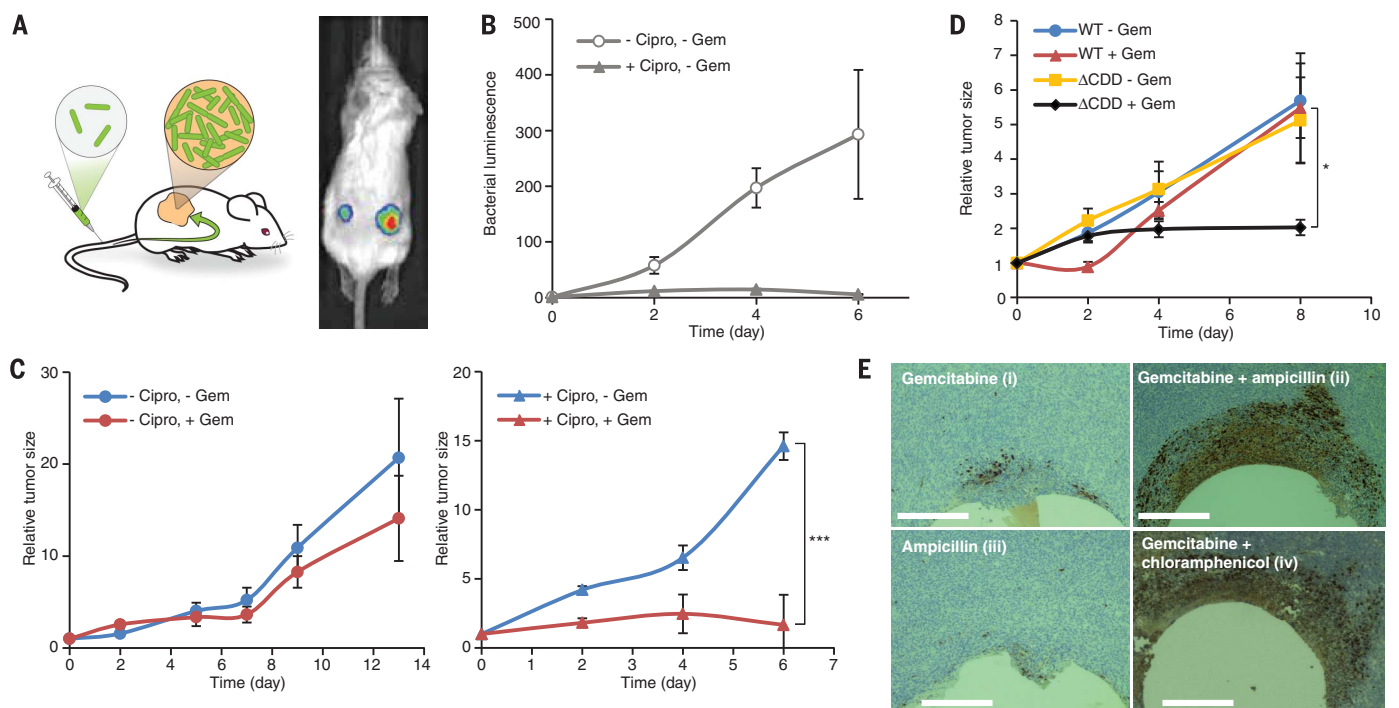 A
B
500
400
300
200
100
0
Bacterial luminescence
- Cipro, - Gem
+ Cipro, - Gem
0 2 4 6
Time (day)
D
8
7
6
5
4
3
2
1
0
Relative tumor size
WT - Gem
WT + Gem
ΔCDD - Gem
ΔCDD + Gem
*
0 2 4 6 8 10
Time (day)
C
30
20
10
0
Relative tumor size
- Cipro, - Gem
- Cipro, + Gem
0 2 4 6 8 10 12 14
Time (day)
20
15
10
5
0
Relative tumor size
+ Cipro, - Gem
+ Cipro, + Gem
***
0 1 2 3 4 5 6 7
Time (day)
E
Gemcitabine (i)
Gemcitabine + ampicillin (ii)
Ampicillin (iii)
Gemcitabine +
chloramphenicol (iv)